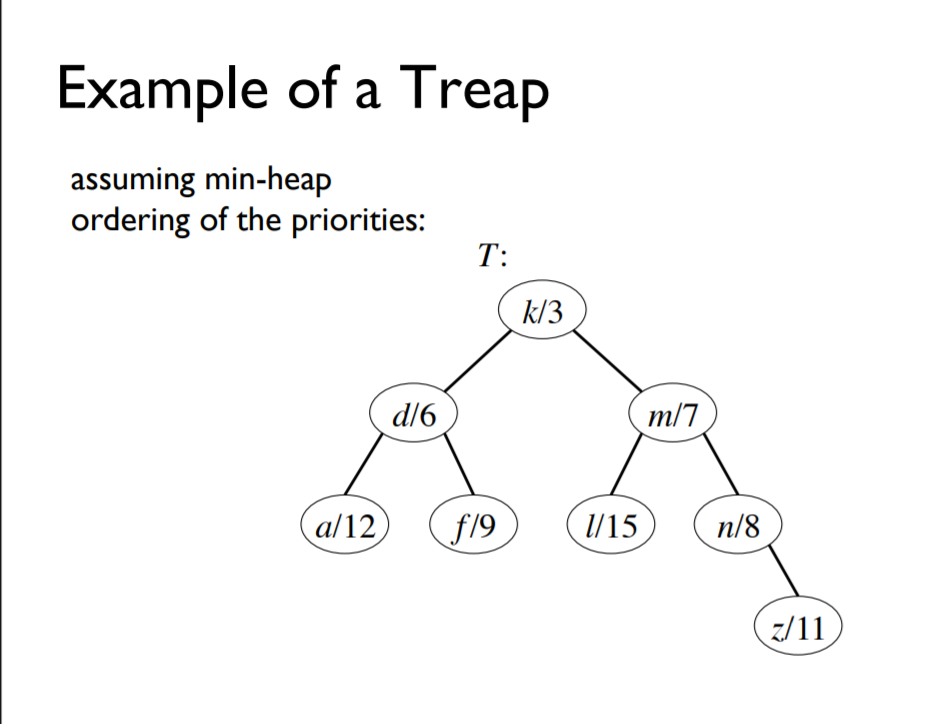 Example of a Treap
assuming min-heap
ordering of the priorities:
T:
k/3
d/6
m/7
a/12
f/9
l/15
n/8
z/11